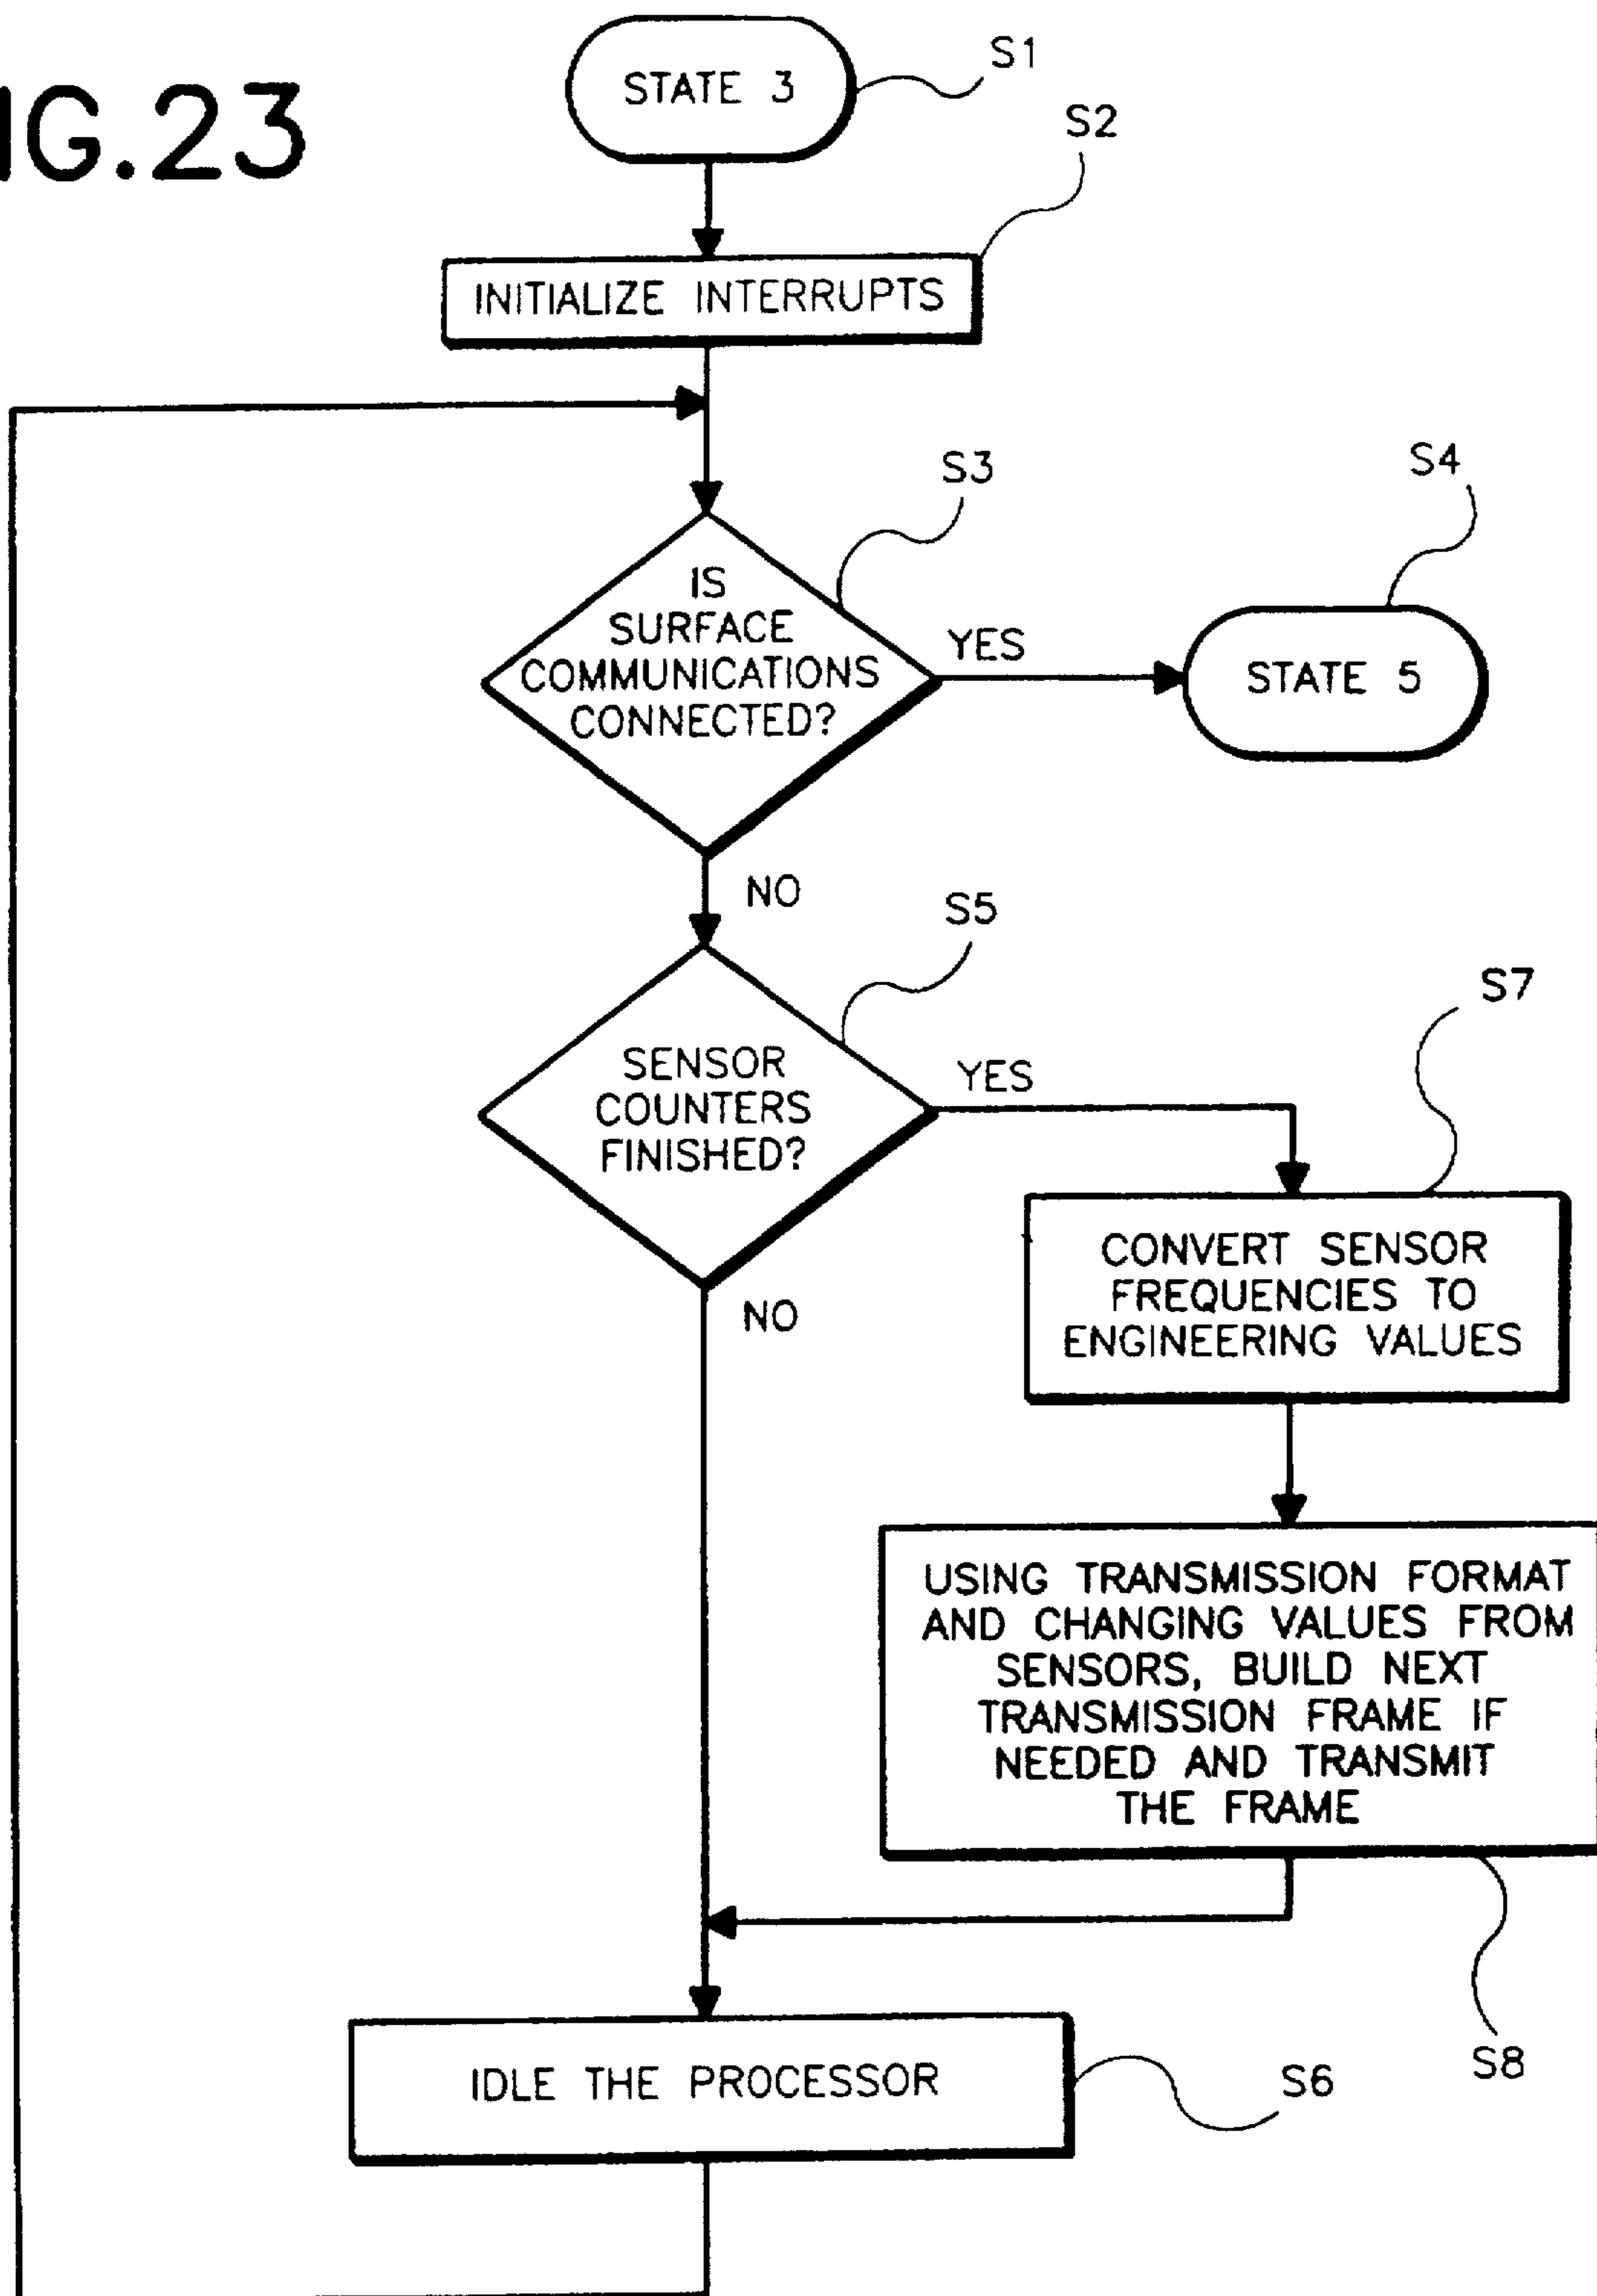 IG.23
STATE 3
S1
S2
INITIALIZE INTERRUPTS
S3
S4
IS
SURFACE
COMMUNICATIONS
CONNECTED?
YES
STATE 5
NO
S5
S7
SENSOR
COUNTERS
FINISHED?
YES
NO
CONVERT SENSOR
FREQUENCIES TO
ENGINEERING VALUES
USING TRANSMISSION FORMAT
AND CHANGING VALUES FROM
SENSORS, BUILD NEXT
TRANSMISSION FRAME IF
NEEDED AND TRANSMIT
THE FRAME
S8
IDLE THE PROCESSOR
S6